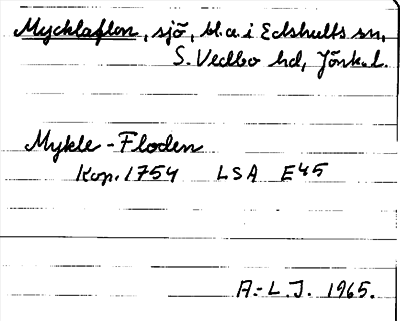 Mycklaflon, sjö, bl.a. i Edshults sn,
S. Vedbo hd, Jönk.l.
Mykle-Floden
Kop. 1754 LSA E45
A.-L.J. 1965.